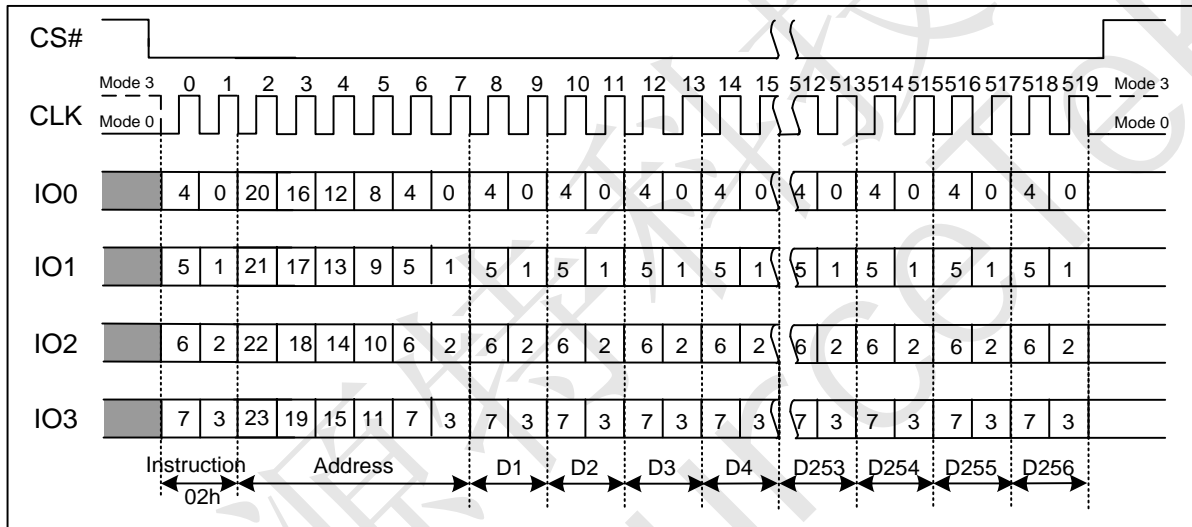 CS#
Mode 3 0 1 2 3 4 5 6 7 8 9 10 11 12 13 14 15 512 513 514 515 516 517 518 519 Mode 3
CLK
Mode 0 Mode 0
IO0 4 0 20 16 12 8 4 0 4 0 4 0 4 0 4 0 4 0 4 0 4 0 4 0
IO1 5 1 21 17 13 9 5 1 5 1 5 1 5 1 5 1 5 1 5 1 5 1 5 1
IO2 6 2 22 18 14 10 6 2 6 2 6 2 6 2 6 2 6 2 6 2 6 2 6 2
IO3 7 3 23 19 15 11 7 3 7 3 7 3 7 3 7 3 7 3 7 3 7 3 7 3
Instruction Address D1 D2 D3 D4 D253 D254 D255 D256
02h
源特科技